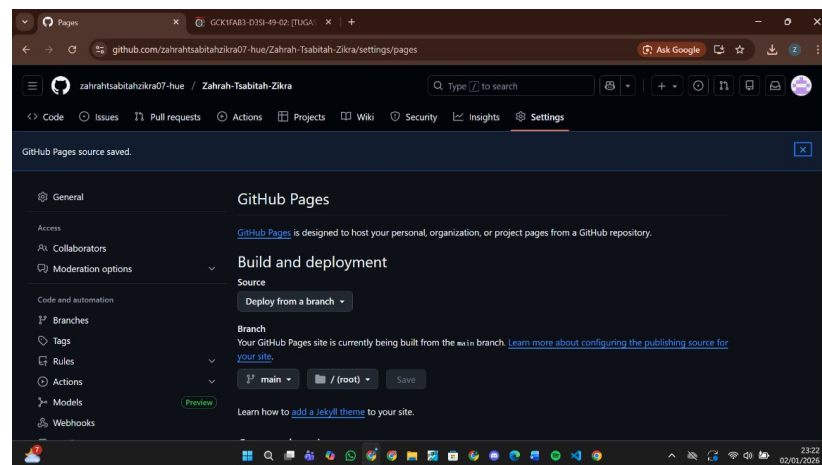 Pages
GCK1FAB3-D3SI-49-02: [TUGAS
github.com/zahrahtsabitahzikra07-hue/Zahrah-Tsabitah-Zikra/settings/pages
Ask Google
Z
zahrahtsabitahzikra07-hue / Zahrah-Tsabitah-Zikra
Type / to search
Code Issues Pull requests Actions Projects Wiki Security Insights Settings
GitHub Pages source saved.
General
Access
Collaborators
Moderation options
Code and automation
Branches
Tags
Rules
Actions
Models Preview
Webhooks
GitHub Pages
GitHub Pages is designed to host your personal, organization, or project pages from a GitHub repository.
Build and deployment
Source
Deploy from a branch
Branch
Your GitHub Pages site is currently being built from the main branch. Learn more about configuring the publishing source for
your site.
main / (root) Save
Learn how to add a Jekyll theme to your site.
23:22
02/01/2026